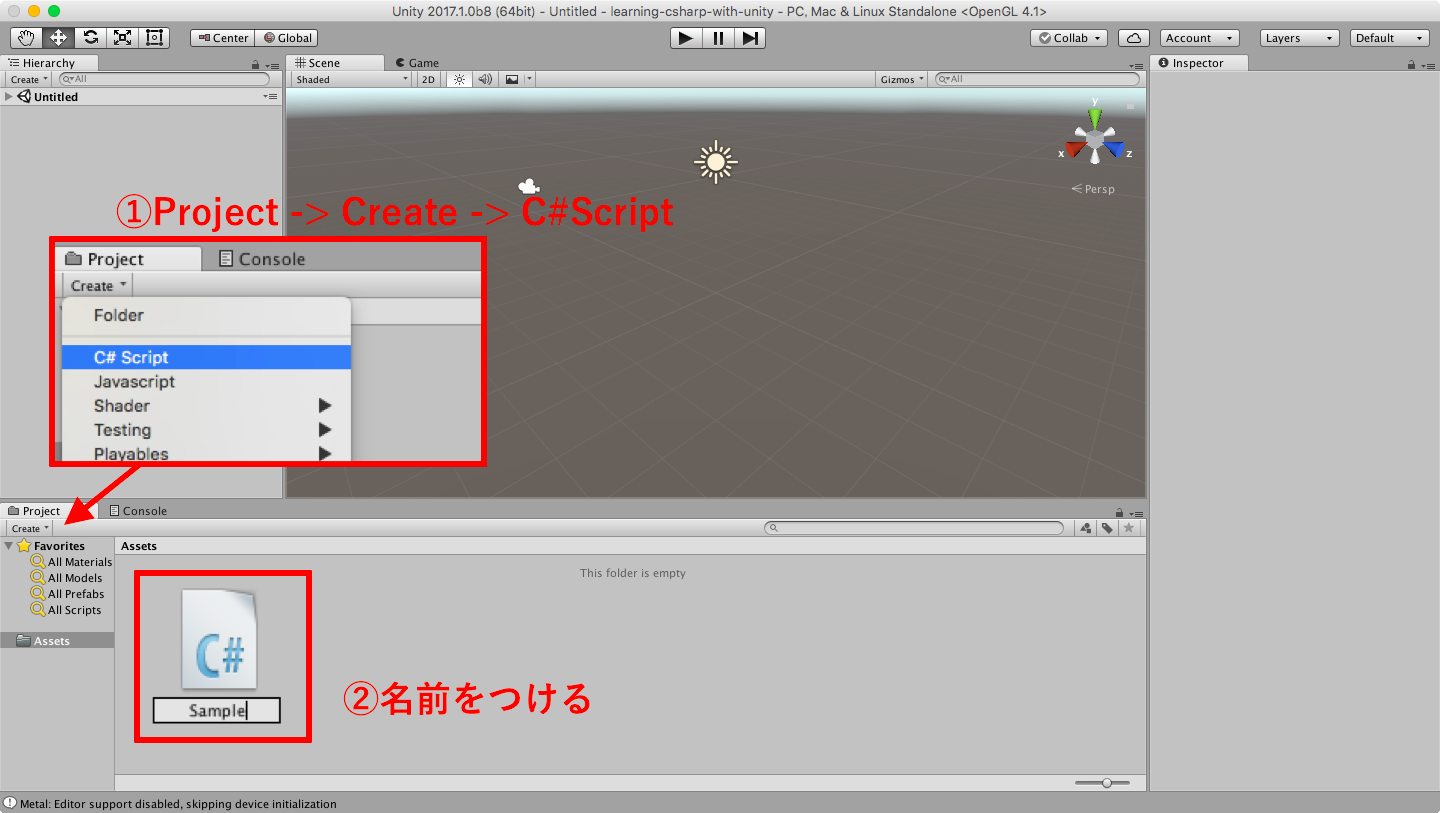 Unity 2017.1.0b8 (64bit) - Untitled - learning-csharp-with-unity - PC, Mac & Linux Standalone <OpenGL 4.1>
Center Global Collab Account Layers Default
Hierarchy
Create All
Untitled
Scene Game
Shaded 2D Gizmos All
Inspector
y
x z
Persp
①Project -> Create -> C#Script
Project Console
Create
Folder
C# Script
Javascript
Shader
Testing
Playables
Project Console
Create
Favorites
All Materials
All Models
All Prefabs
All Scripts
Assets
Assets
This folder is empty
C#
Sample
②名前をつける
Metal: Editor support disabled, skipping device initialization